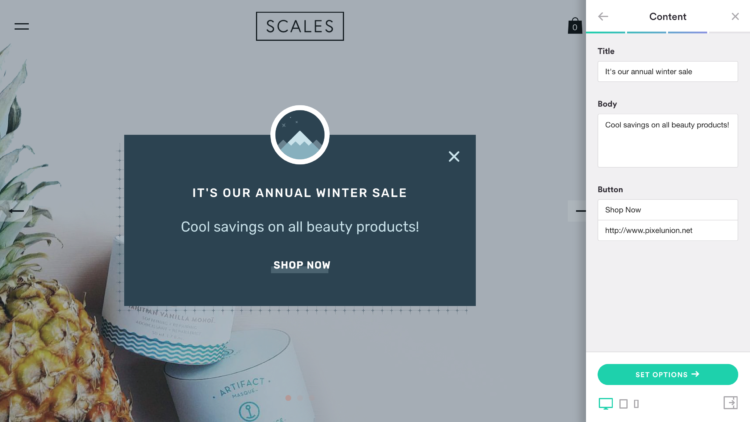 SCALES
0
IT'S OUR ANNUAL WINTER SALE
Cool savings on all beauty products!
SHOP NOW
ARTIFACT
MASQUE
Content
Title
It's our annual winter sale
Body
Cool savings on all beauty products!
Button
Shop Now
http://www.pixelunion.net
SET OPTIONS